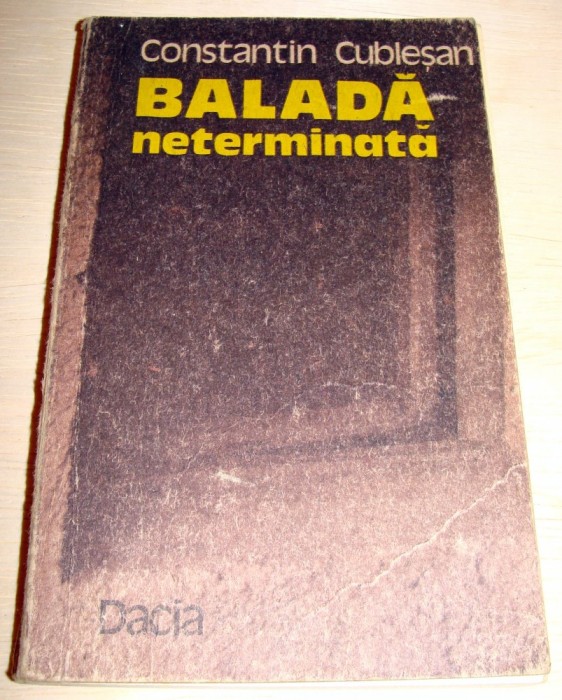 Constantin Cubleșan
BALADĂ
neterminată
Dacia